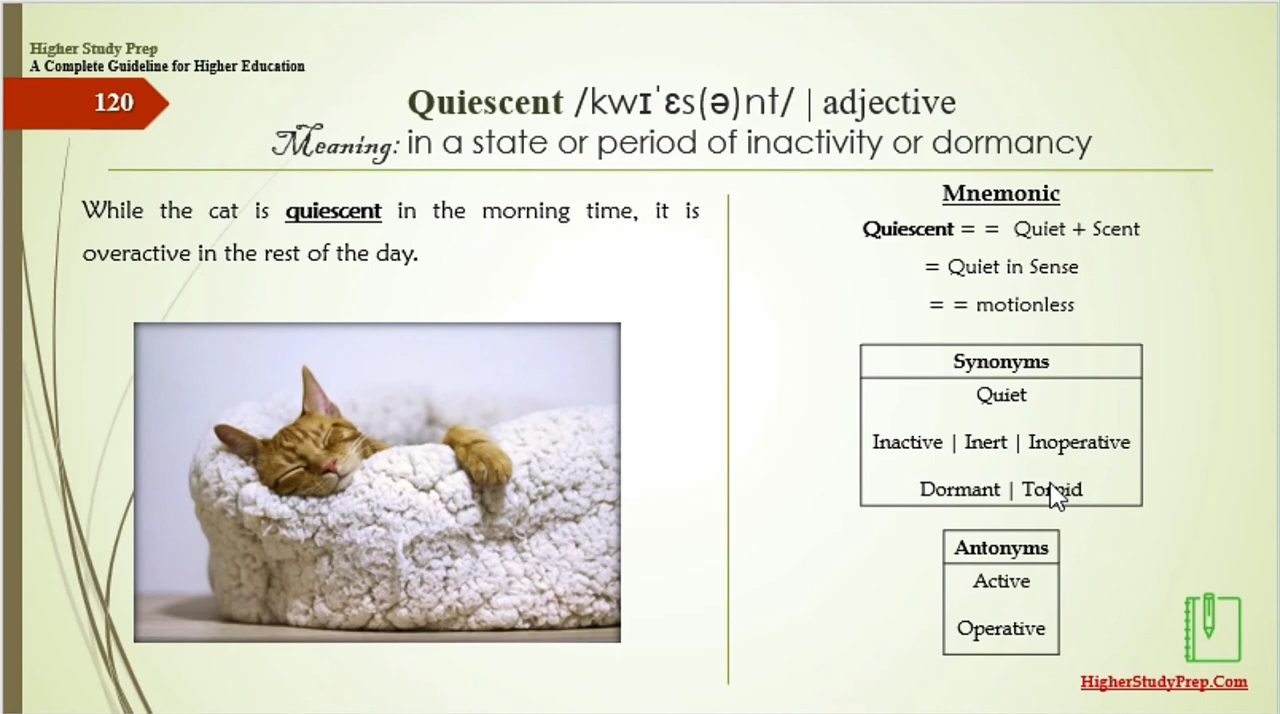 Higher Study Prep
A Complete Guideline for Higher Education
120
Quiescent /kwɪˈɛs(ə)nt/ | adjective
Meaning: in a state or period of inactivity or dormancy
While the cat is quiescent in the morning time, it is
overactive in the rest of the day.
Mnemonic
Quiescent = = Quiet + Scent
= Quiet in Sense
= = motionless
Synonyms
Quiet
Inactive | Inert | Inoperative
Dormant | Torpid
Antonyms
Active
Operative
HigherStudyPrep.Com